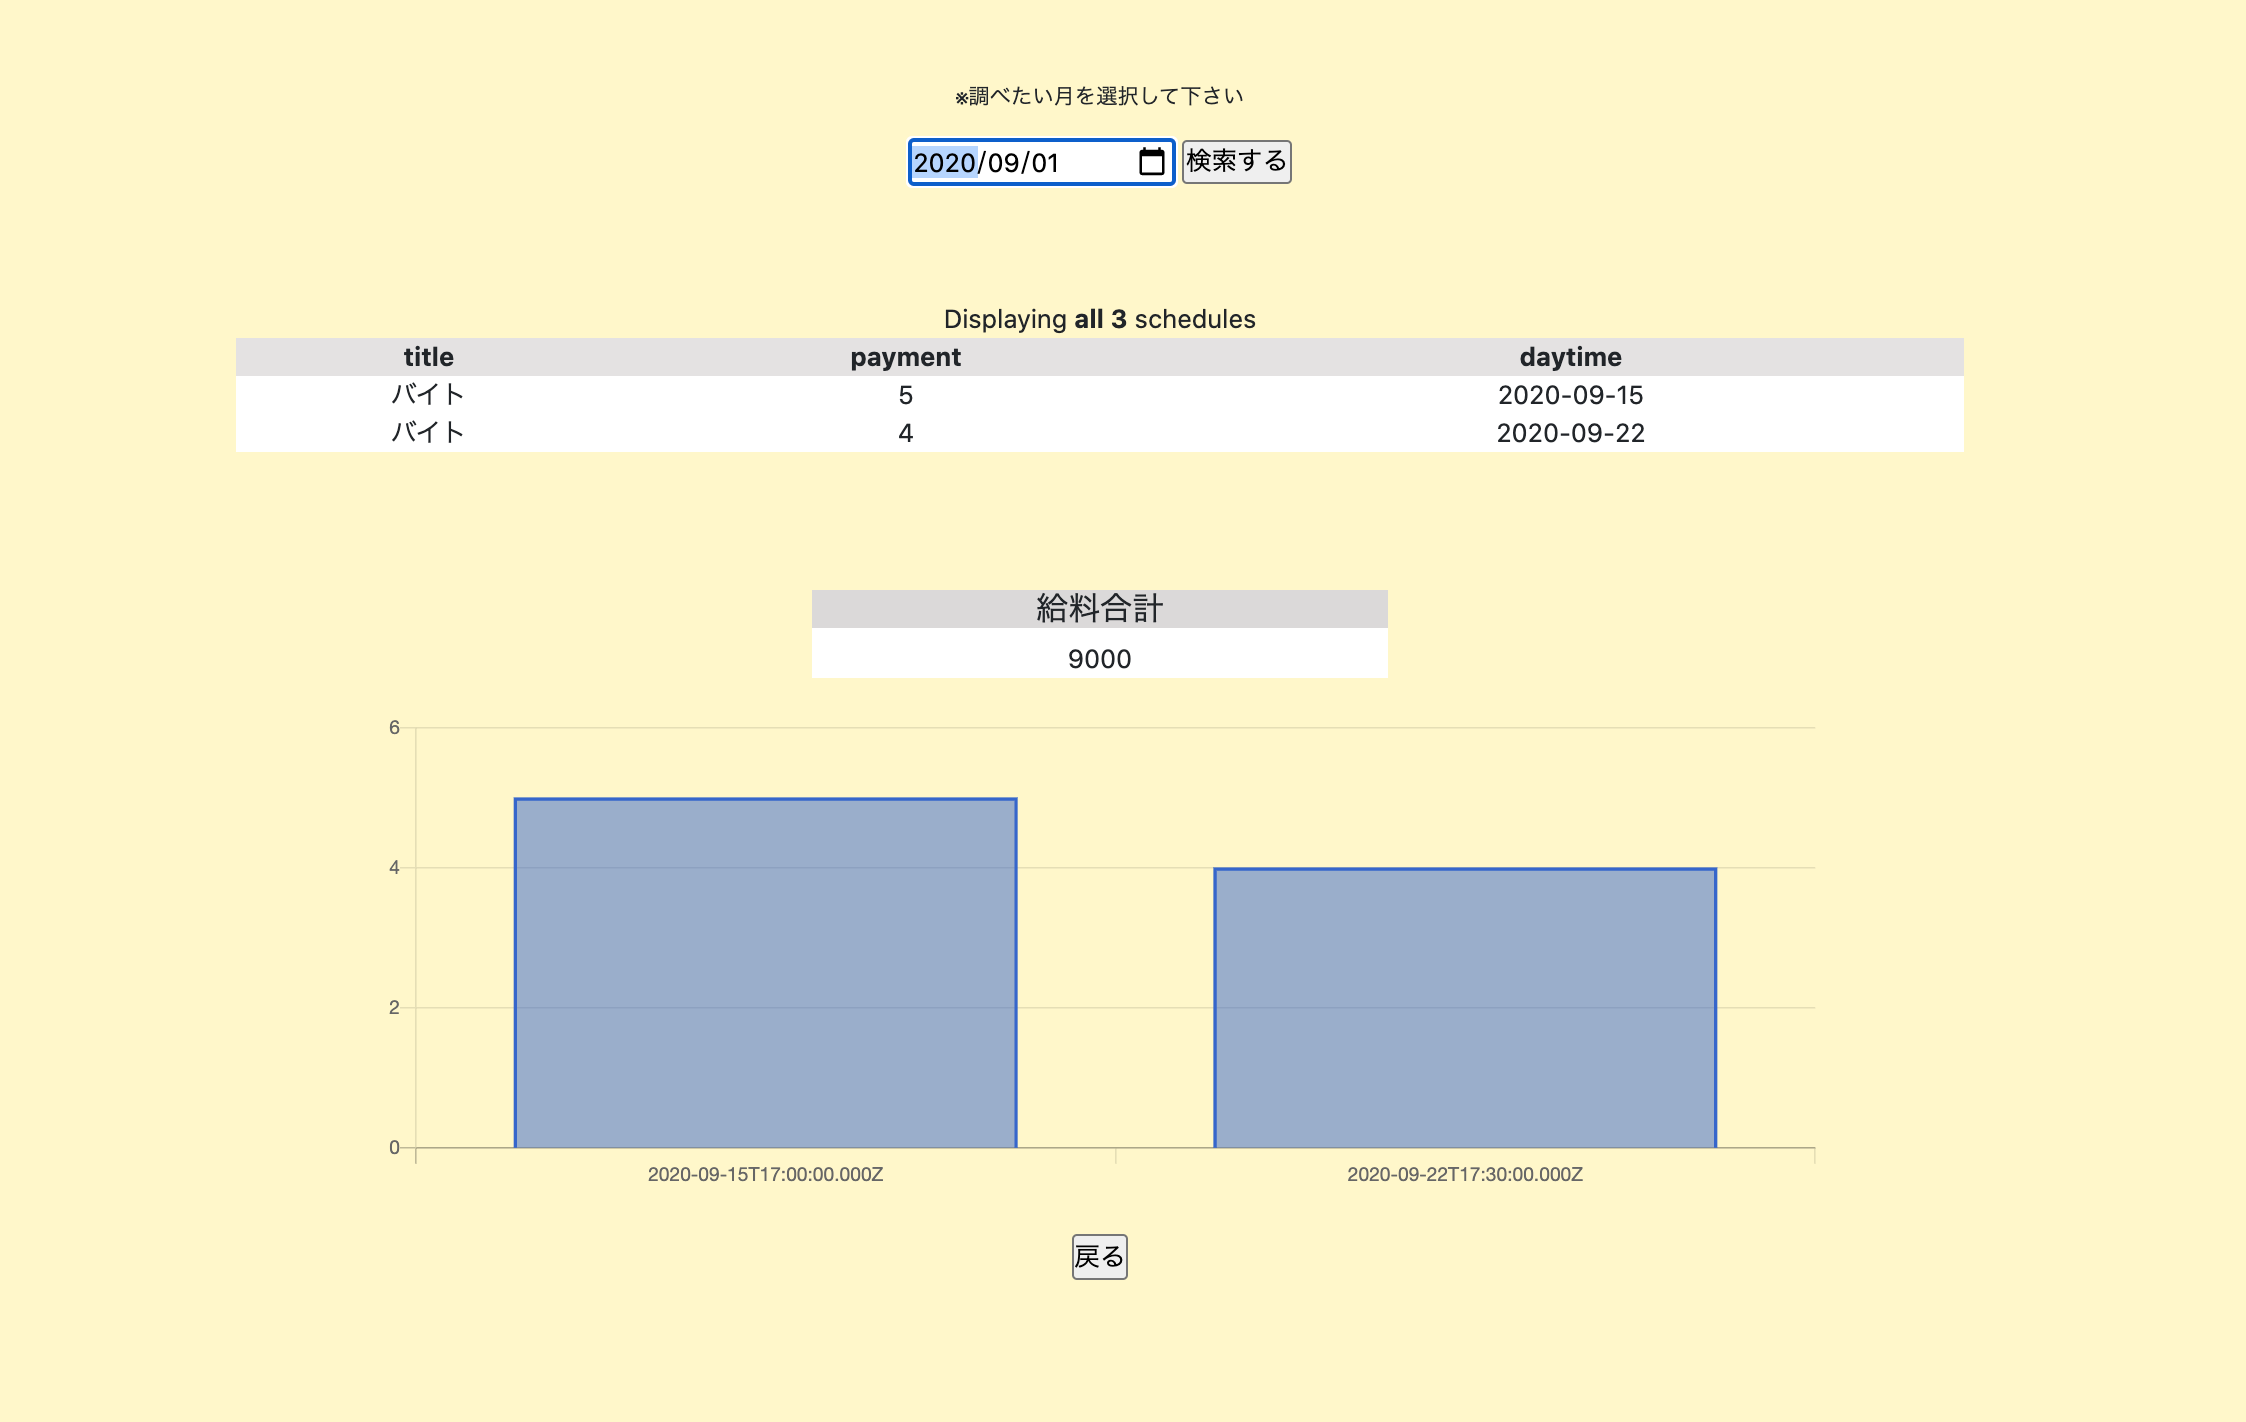 ※調べたい月を選択して下さい
2020/09/01 検索する
Displaying all 3 schedules
title payment daytime
バイト 5 2020-09-15
バイト 4 2020-09-22
給料合計
9000
6
4
2
0
2020-09-15T17:00:00.000Z 2020-09-22T17:30:00.000Z
戻る